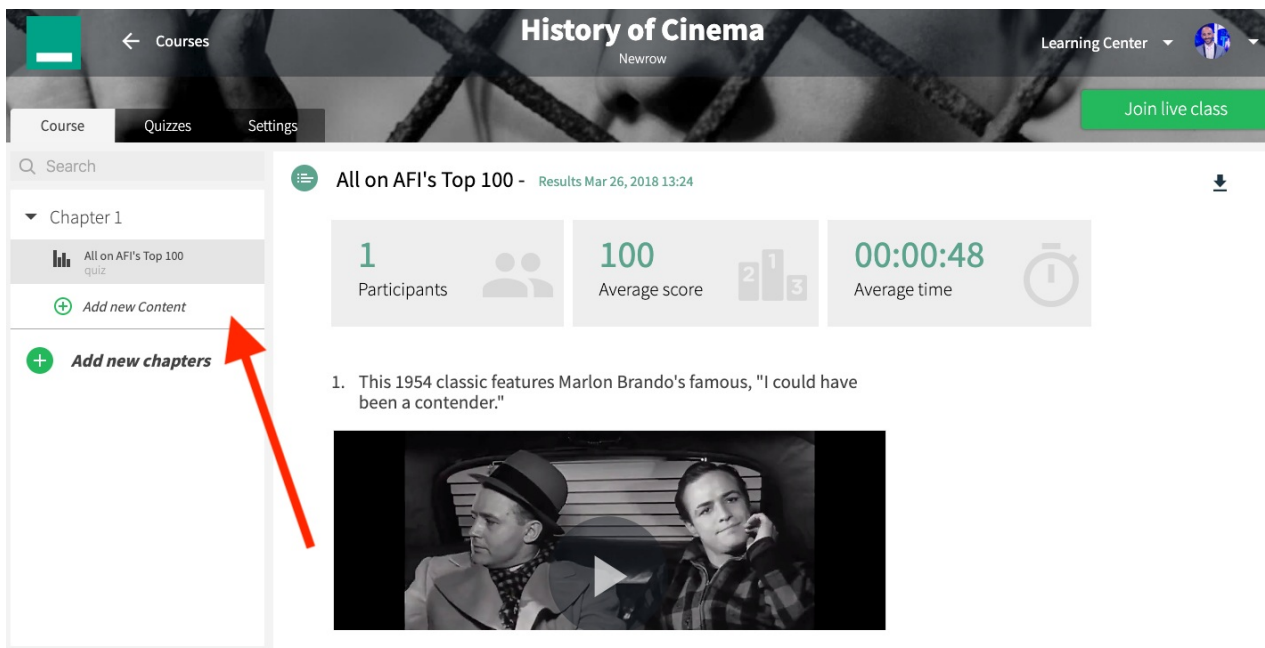 History of Cinema
Courses
Newrow
Learning Center
Join live class
Course
Quizzes
Settings
Search
All on AFI's Top 100 - Results Mar 26, 2018 13:24
Chapter 1
All on AFI's Top 100
quiz
Add new Content
Add new chapters
1
Participants
100
Average score
2 1 3
00:00:48
Average time
1. This 1954 classic features Marlon Brando's famous, "I could have
been a contender."